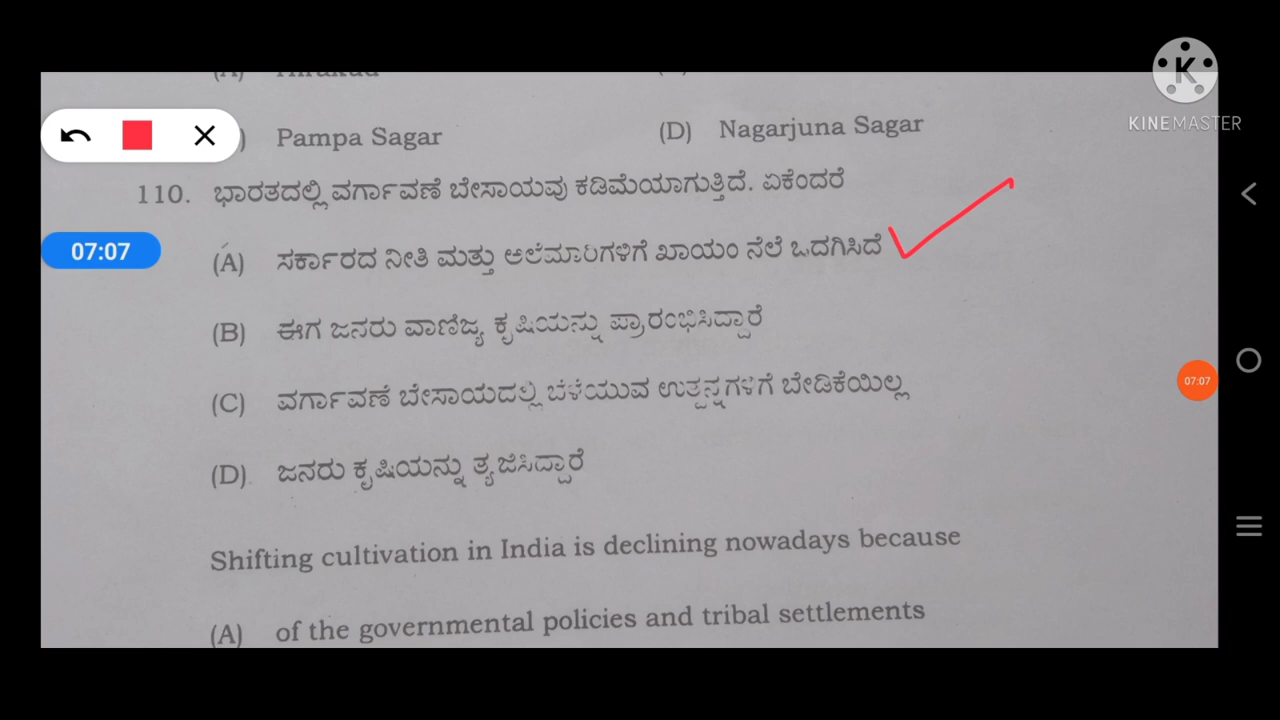 Pampa Sagar (D) Nagarjuna Sagar
KINEMASTER
110. ಭಾರತದಲ್ಲಿ ವರ್ಗಾವಣೆ ಬೇಸಾಯವು ಕಡಿಮೆಯಾಗುತ್ತಿದೆ. ಏಕೆಂದರೆ
07:07
(A) ಸರ್ಕಾರದ ನೀತಿ ಮತ್ತು ಅಲೆಮಾರಿಗಳಿಗೆ ಖಾಯಂ ನೆಲೆ ಒದಗಿಸಿದೆ
(B) ಈಗ ಜನರು ವಾಣಿಜ್ಯ ಕೃಷಿಯನ್ನು ಪ್ರಾರಂಭಿಸಿದ್ದಾರೆ
07:07
(C) ವರ್ಗಾವಣೆ ಬೇಸಾಯದಲ್ಲಿ ಬೆಳೆಯುವ ಉತ್ಪನ್ನಗಳಿಗೆ ಬೇಡಿಕೆಯಿಲ್ಲ
(D) ಜನರು ಕೃಷಿಯನ್ನು ತ್ಯಜಿಸಿದ್ದಾರೆ
Shifting cultivation in India is declining nowadays because
(A) of the governmental policies and tribal settlements